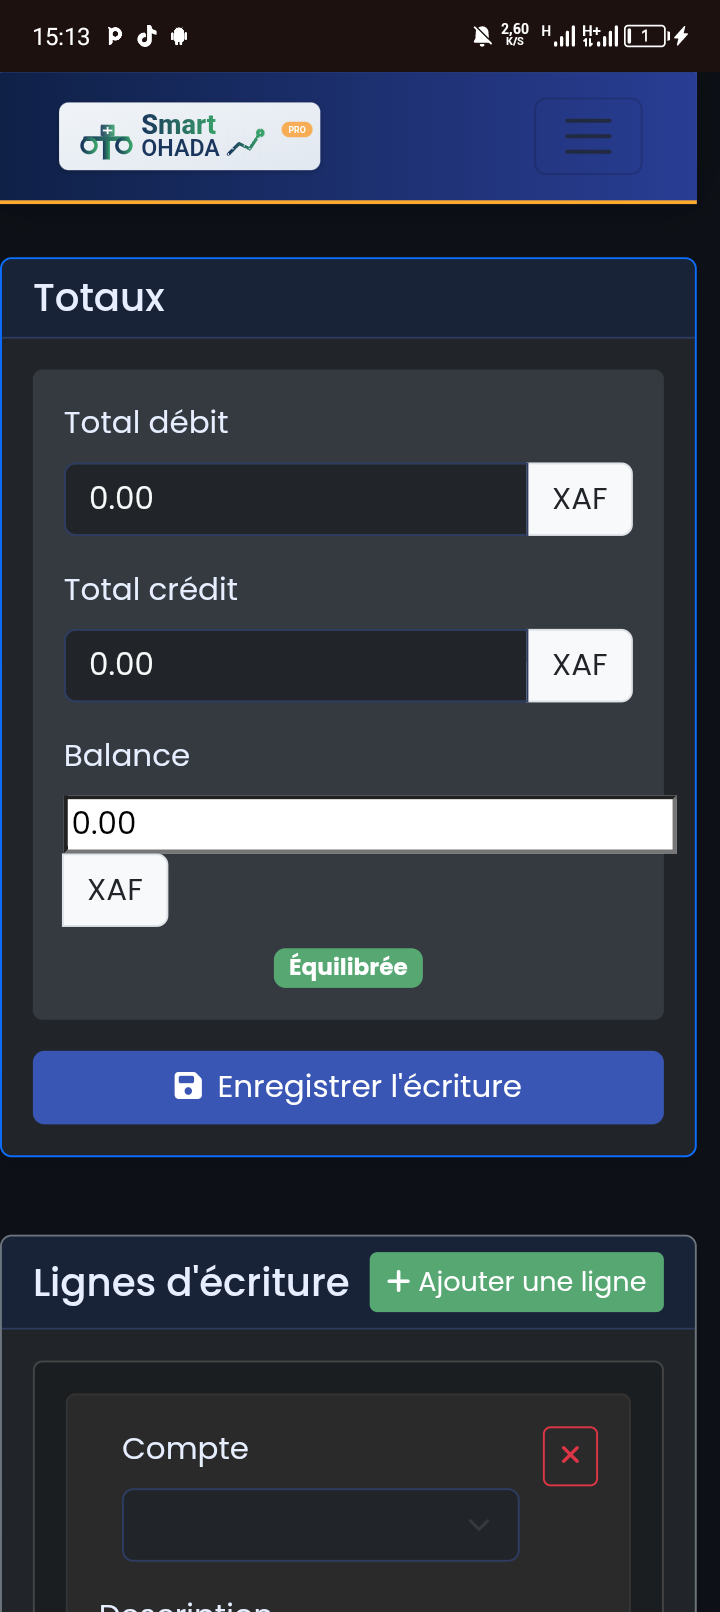 15:13
2,60
K/S
H
H+
1
Smart
OHADA
PRO
Totaux
Total débit
0.00 XAF
Total crédit
0.00 XAF
Balance
0.00
XAF
Équilibrée
Enregistrer l'écriture
Lignes d'écriture
Ajouter une ligne
Compte
Description